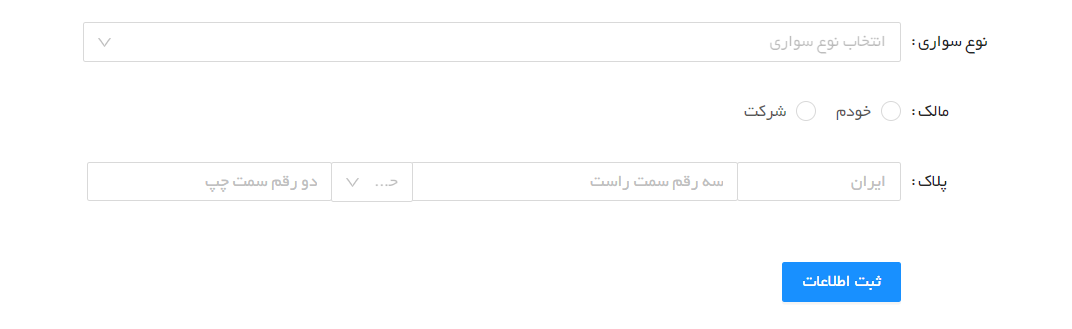 نوع سواری : انتخاب نوع سواری
مالک : خودم شرکت
پلاک : ایران سه رقم سمت راست حـ... دو رقم سمت چپ
ثبت اطلاعات